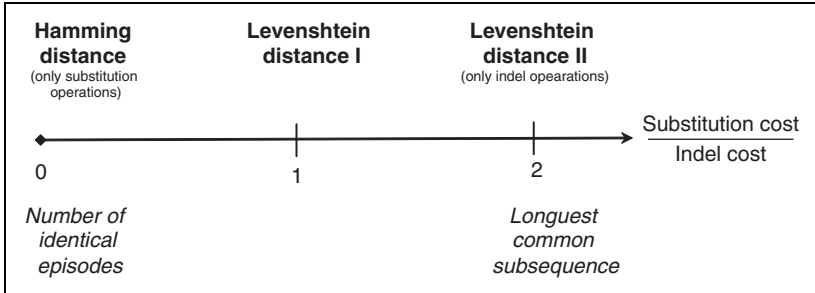 Hamming
distance
(only substitution
operations)
Levenshtein
distance I
Levenshtein
distance II
(only indel opearations)
Substitution cost
Indel cost
0
1
2
Number of
identical
episodes
Longuest
common
subsequence